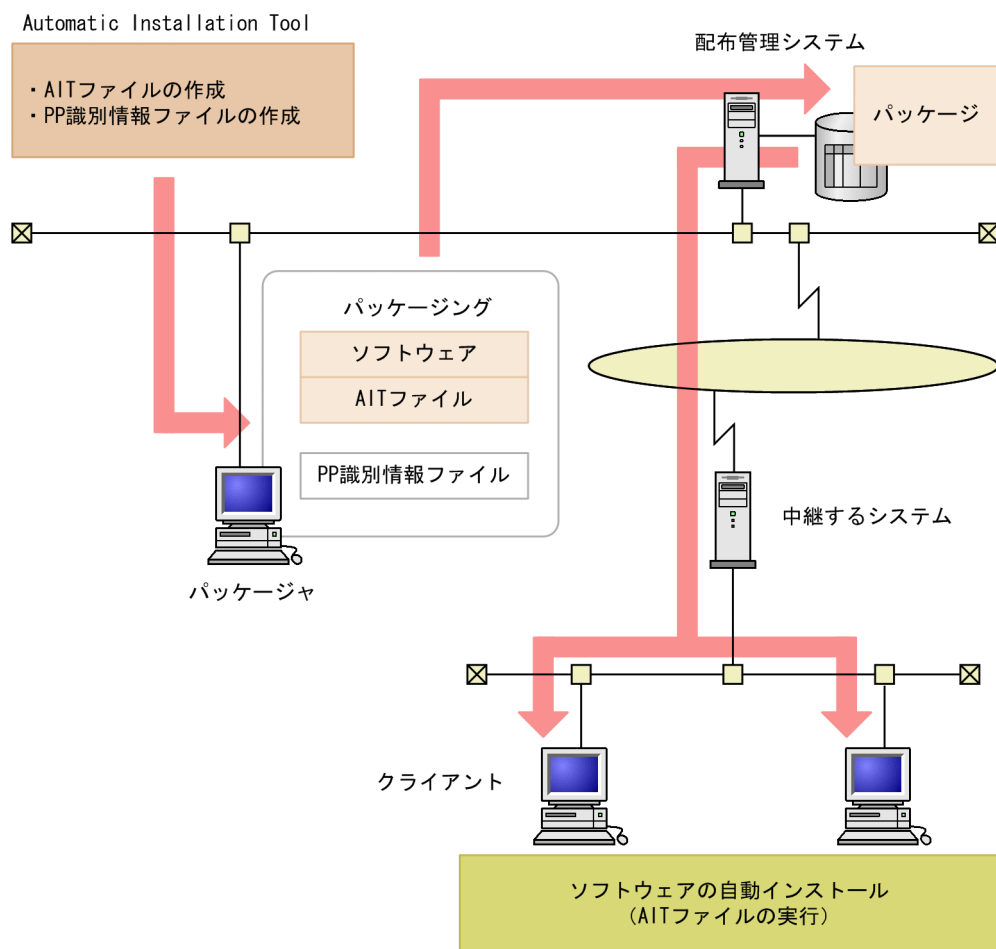 Automatic Installation Tool
・AITファイルの作成
・PP識別情報ファイルの作成
配布管理システム
パッケージ
パッケージング
ソフトウェア
AITファイル
PP識別情報ファイル
パッケージャ
中継するシステム
クライアント
ソフトウェアの自動インストール
（AITファイルの実行）